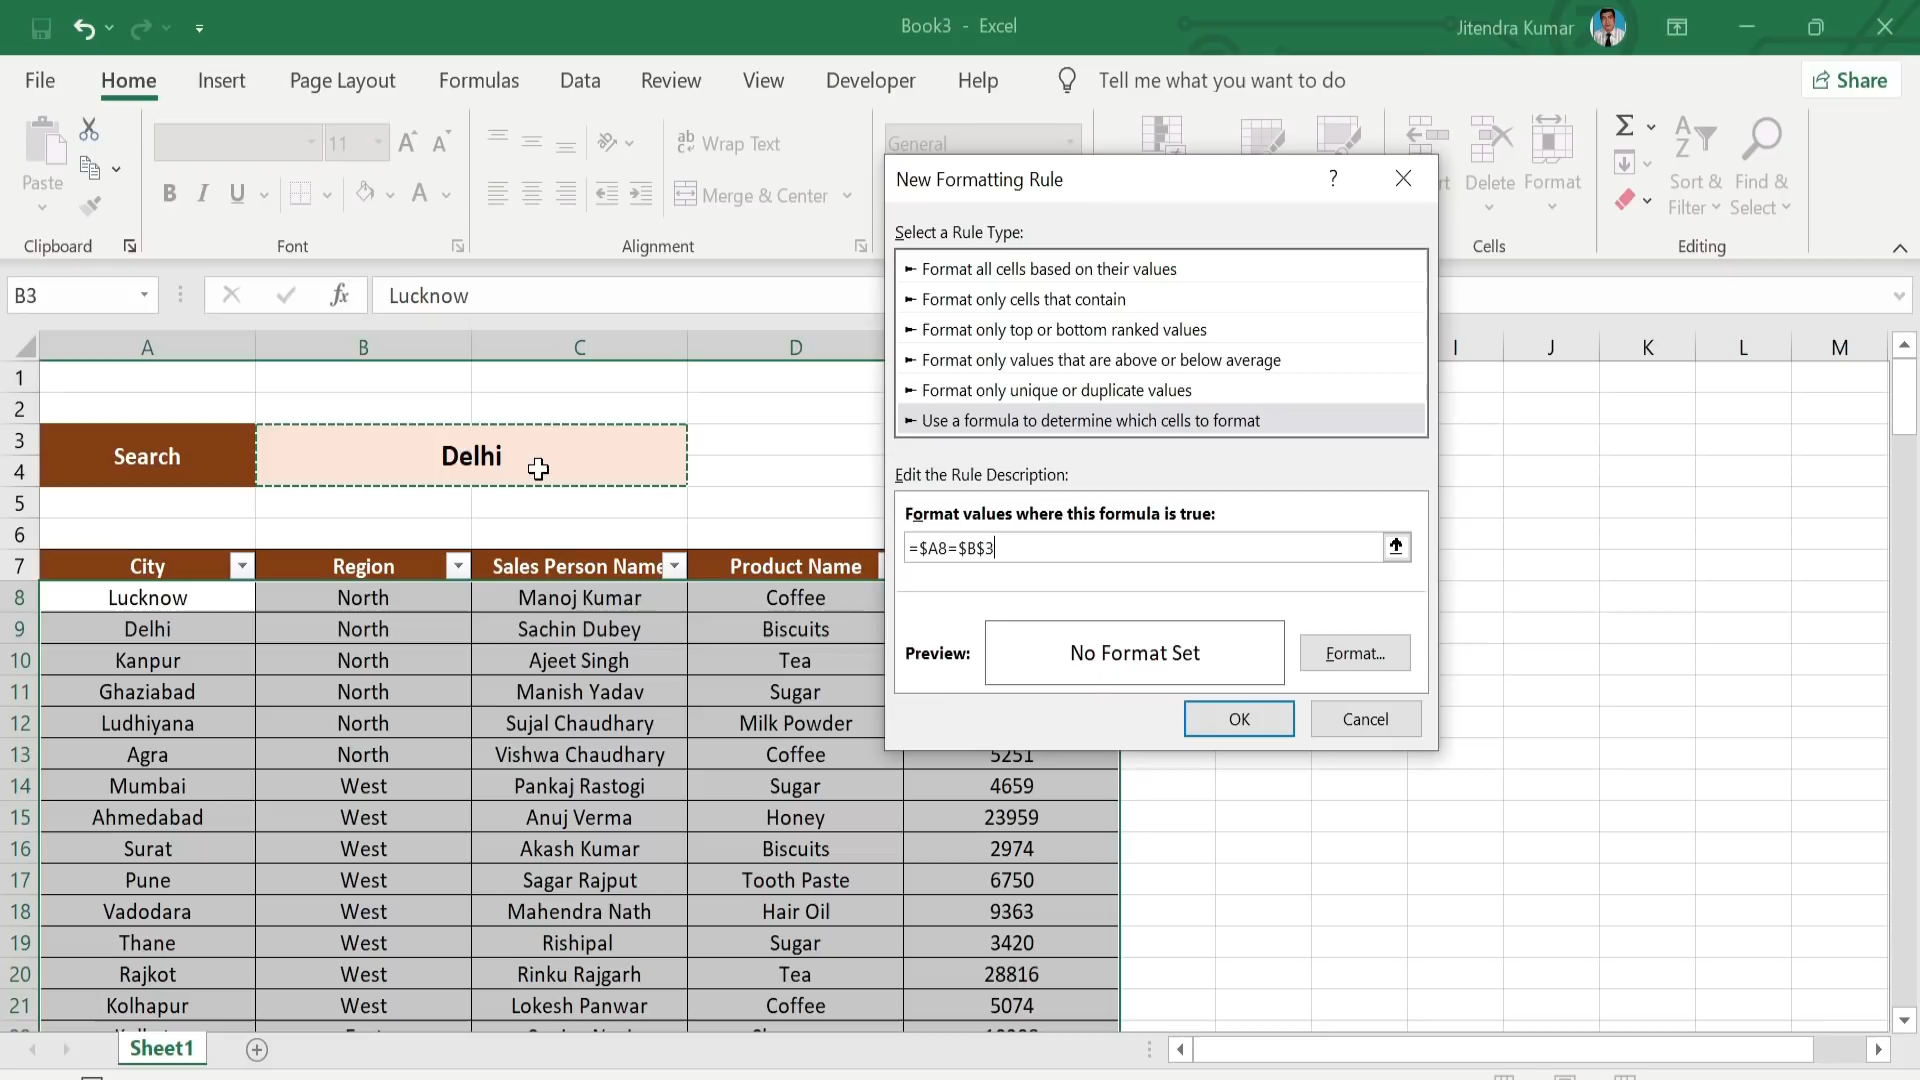 Book3 - Excel
Jitendra Kumar
File Home Insert Page Layout Formulas Data Review View Developer Help Tell me what you want to do Share
Paste
11
Wrap Text
Merge & Center
General
Delete
Format
Sort & Filter
Find & Select
Clipboard
Font
Alignment
Cells
Editing
B3
fx
Lucknow
New Formatting Rule
?
Select a Rule Type:
► Format all cells based on their values
► Format only cells that contain
► Format only top or bottom ranked values
► Format only values that are above or below average
► Format only unique or duplicate values
► Use a formula to determine which cells to format
Edit the Rule Description:
Format values where this formula is true:
=$A8=$B$3
Preview:
No Format Set
Format...
OK
Cancel
A B C D I J K L M
1
2
3
Search Delhi
4
5
6
7 City Region Sales Person Name Product Name
8 Lucknow North Manoj Kumar Coffee
9 Delhi North Sachin Dubey Biscuits
10 Kanpur North Ajeet Singh Tea
11 Ghaziabad North Manish Yadav Sugar
12 Ludhiyana North Sujal Chaudhary Milk Powder
13 Agra North Vishwa Chaudhary Coffee 5251
14 Mumbai West Pankaj Rastogi Sugar 4659
15 Ahmedabad West Anuj Verma Honey 23959
16 Surat West Akash Kumar Biscuits 2974
17 Pune West Sagar Rajput Tooth Paste 6750
18 Vadodara West Mahendra Nath Hair Oil 9363
19 Thane West Rishipal Sugar 3420
20 Rajkot West Rinku Rajgarh Tea 28816
21 Kolhapur West Lokesh Panwar Coffee 5074
Sheet1